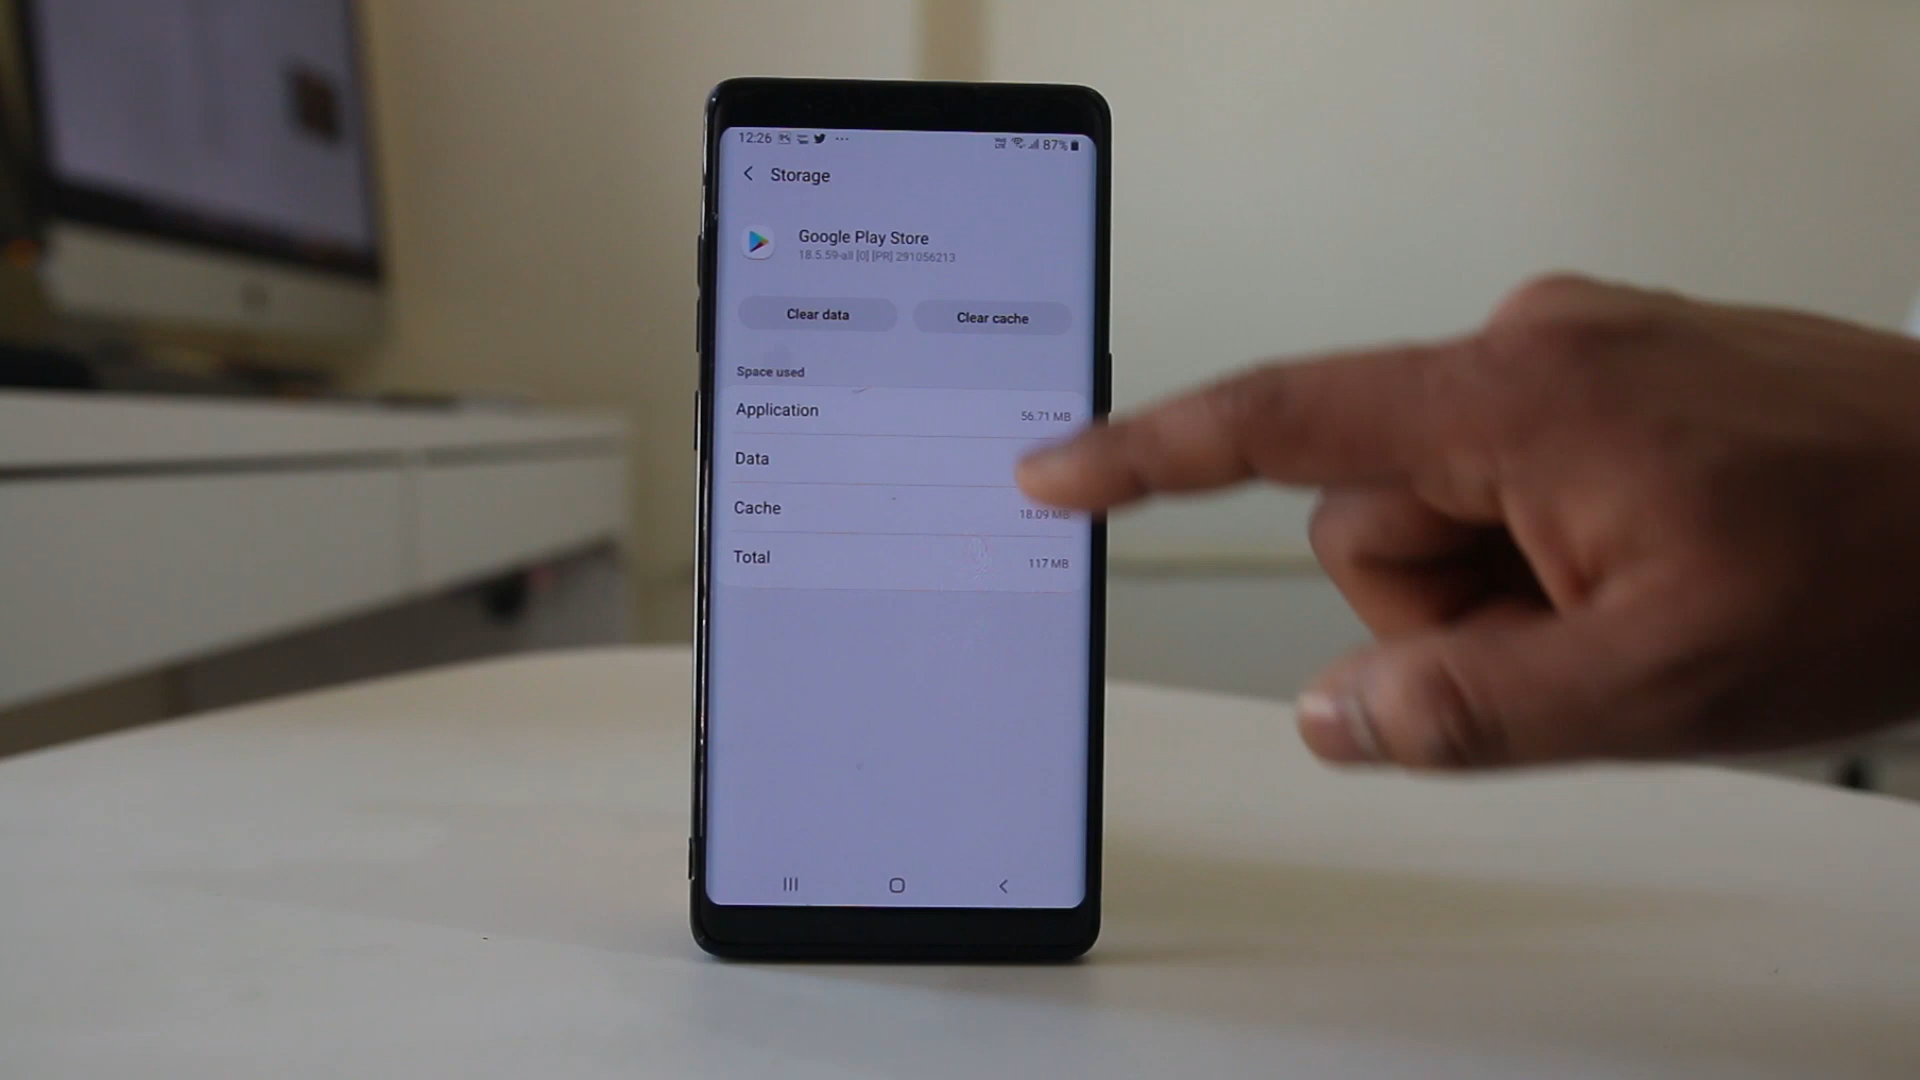 12:26 87%
Storage
Google Play Store
18.5.59-all [0] [PR] 291056213
Clear data Clear cache
Space used
Application 56.71 MB
Data
Cache 18.09 MB
Total 117 MB